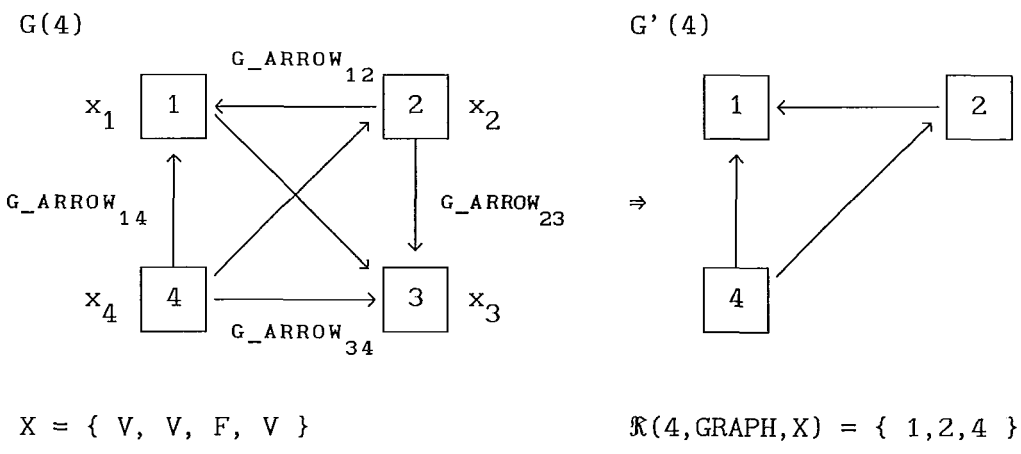 G(4)
G'(4)
G_ARROW12
x1 1 2 x2
1 2
G_ARROW14
G_ARROW23
⇒
x4 4 3 x3
4
G_ARROW34
X = { V, V, F, V }
ℜ(4,GRAPH,X) = { 1,2,4 }